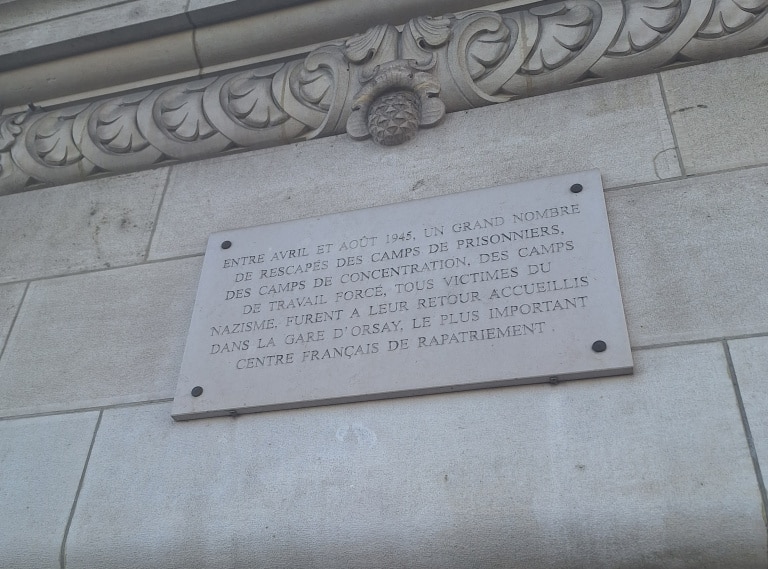 ENTRE AVRIL ET AOÛT 1945, UN GRAND NOMBRE
DE RESCAPÉS DES CAMPS DE PRISONNIERS,
DES CAMPS DE CONCENTRATION, DES CAMPS
DE TRAVAIL FORCÉ, TOUS VICTIMES DU
NAZISME, FURENT A LEUR RETOUR ACCUEILLIS
DANS LA GARE D'ORSAY, LE PLUS IMPORTANT
CENTRE FRANÇAIS DE RAPATRIEMENT.